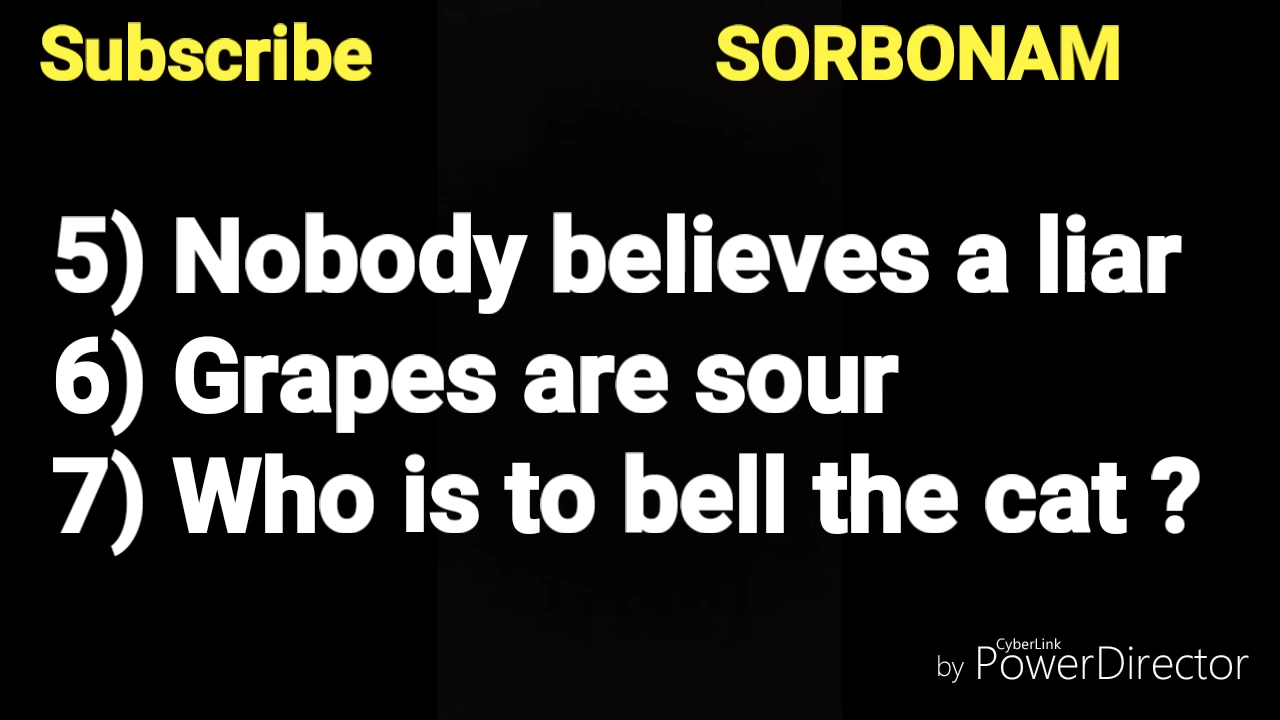 Subscribe SORBONAM
5) Nobody believes a liar
6) Grapes are sour
7) Who is to bell the cat ?
by CyberLink PowerDirector